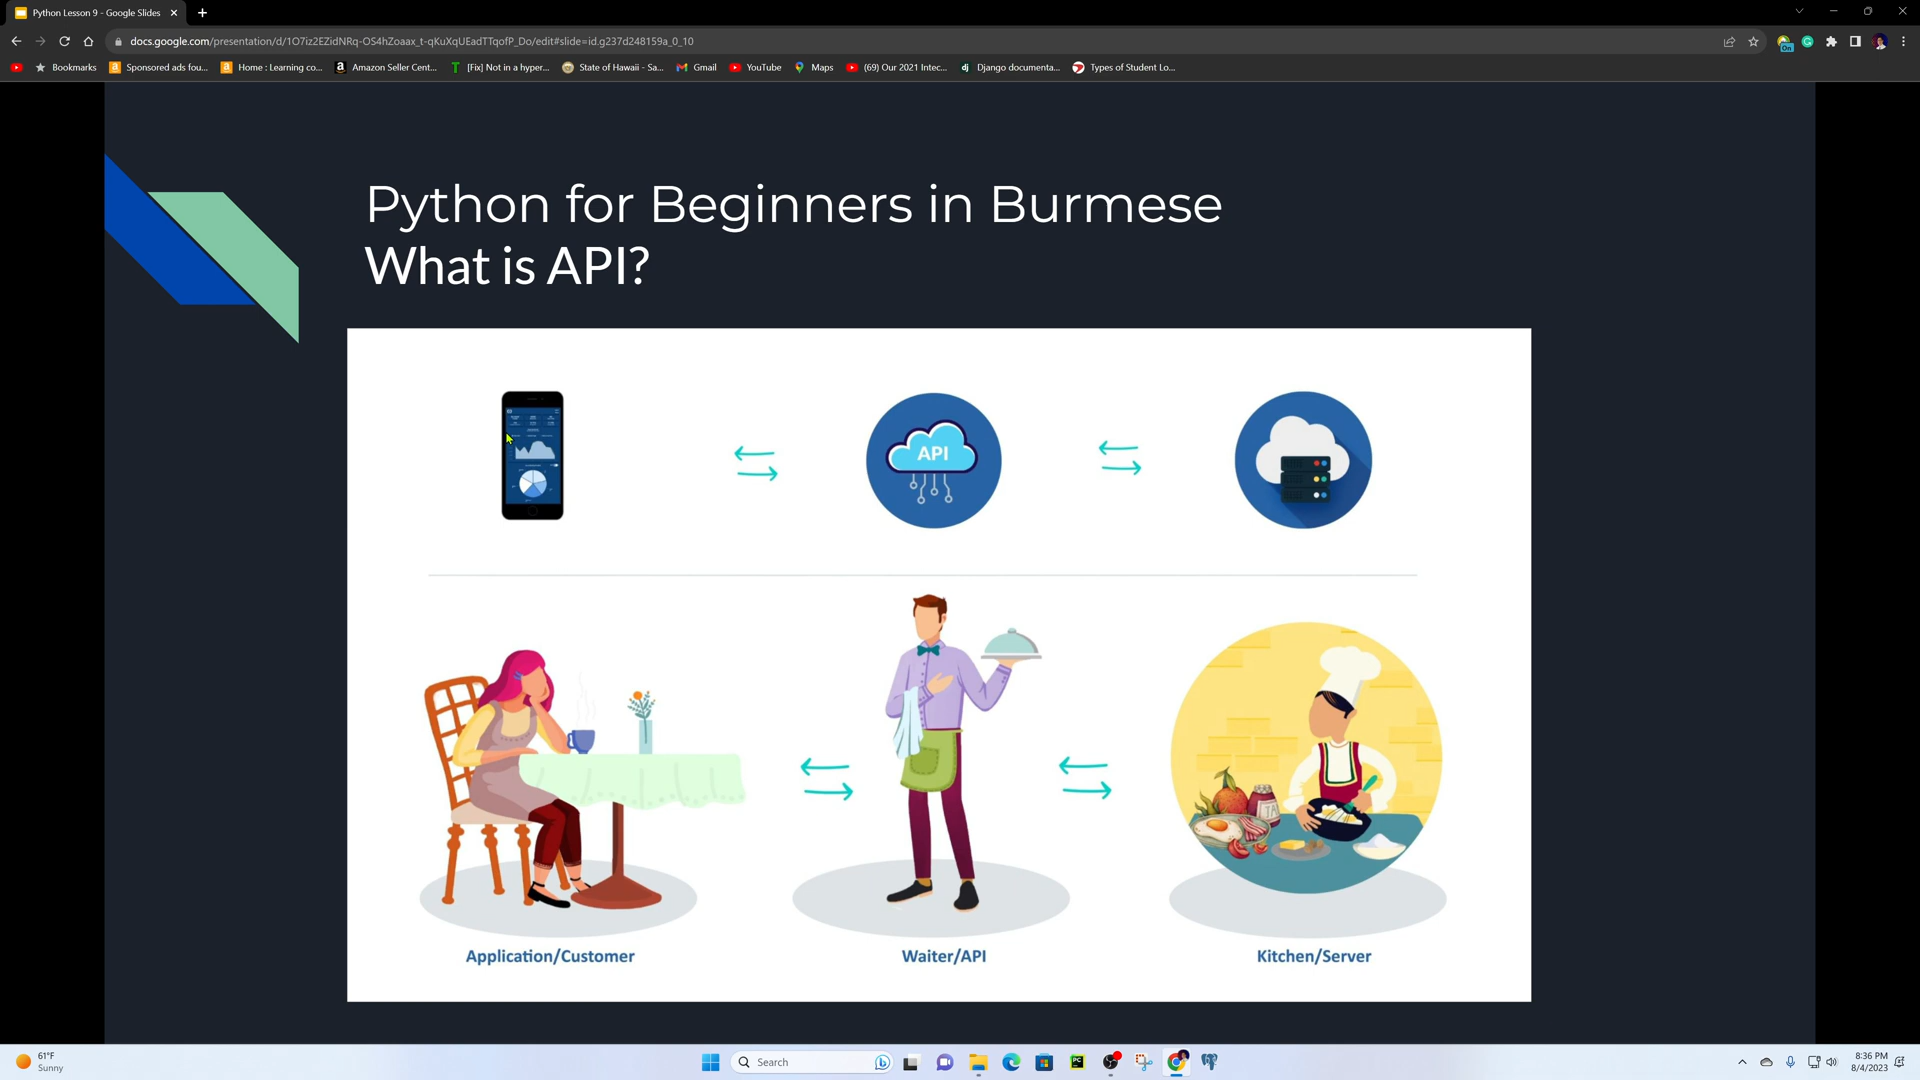 Python Lesson 9 - Google Slides
docs.google.com/presentation/d/1O7iz2EZidNRq-OS4hZoaax_t-qKuXqUEadTTqofP_Do/edit#slide=id.g237d248159a_0_10
On
Bookmarks
Sponsored ads fou...
Home : Learning co...
Amazon Seller Cent...
[Fix] Not in a hyper...
State of Hawaii - Sa...
Gmail
YouTube
Maps
(69) Our 2021 Intec...
dj
Django documenta...
Types of Student Lo...
Python for Beginners in Burmese
What is API?
API
Application/Customer
Waiter/API
Kitchen/Server
61°F
Sunny
Search
PC
8:36 PM
8/4/2023